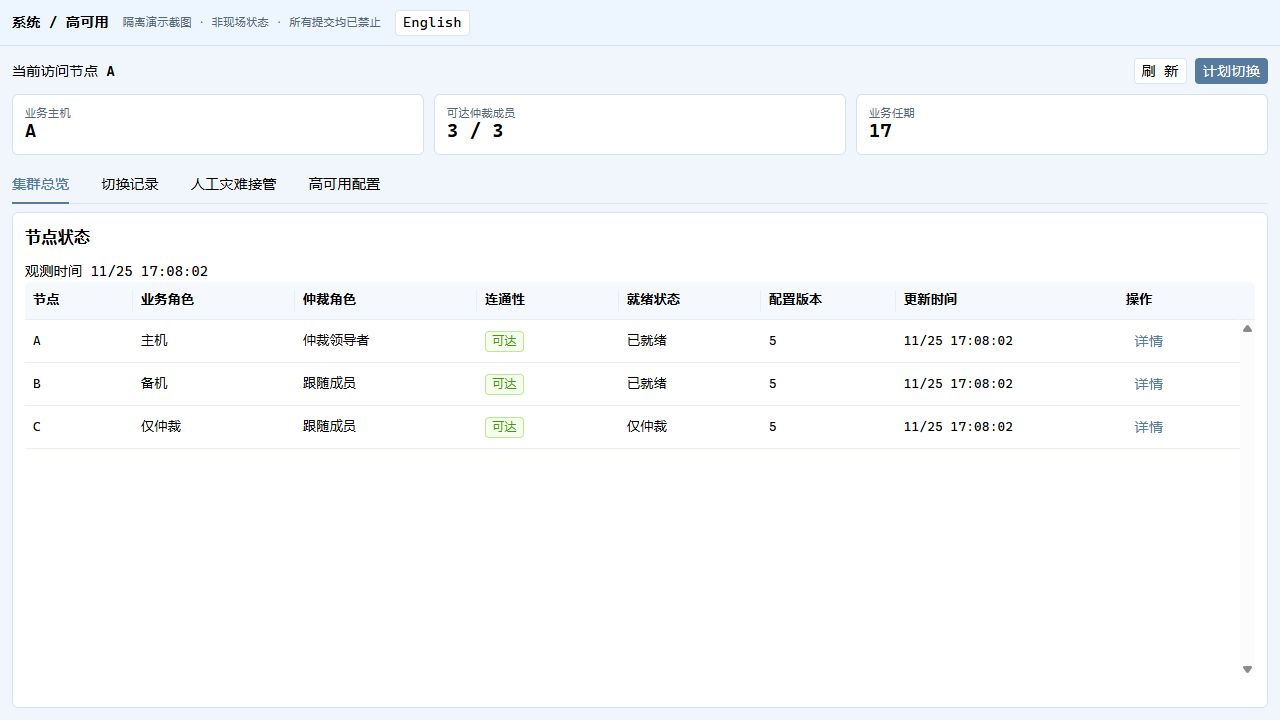 系统 / 高可用 隔离演示截图 · 非现场状态 · 所有提交均已禁止 English
当前访问节点 A 刷 新 计划切换
业务主机 可达仲裁成员 业务任期
A 3 / 3 17
集群总览 切换记录 人工灾难接管 高可用配置
节点状态
观测时间 11/25 17:08:02
节点 业务角色 仲裁角色 连通性 就绪状态 配置版本 更新时间 操作
A 主机 仲裁领导者 可达 已就绪 5 11/25 17:08:02 详情
B 备机 跟随成员 可达 已就绪 5 11/25 17:08:02 详情
C 仅仲裁 跟随成员 可达 仅仲裁 5 11/25 17:08:02 详情